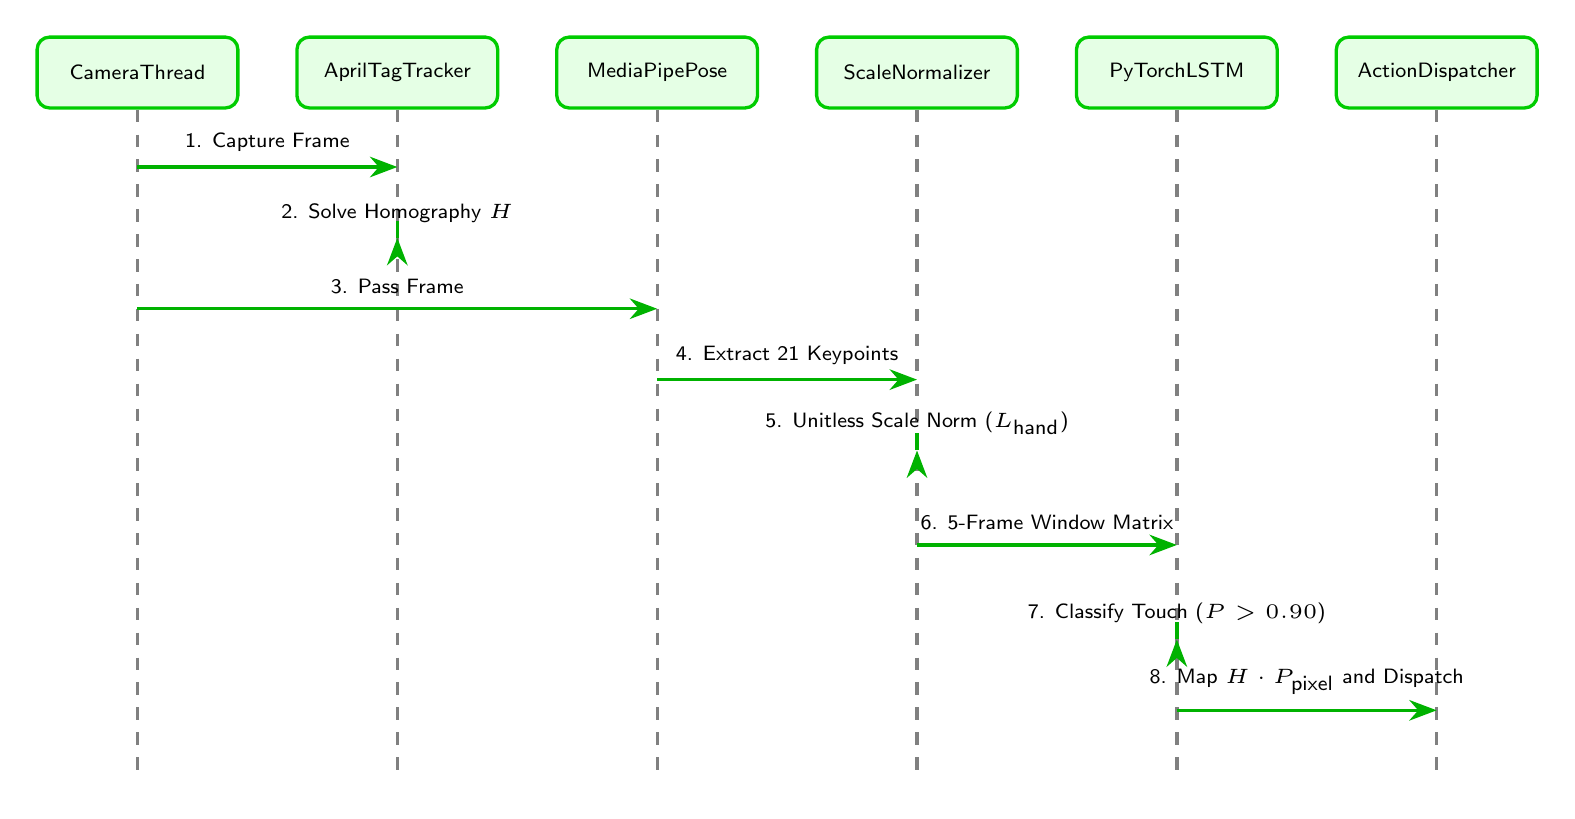 CameraThread
AprilTagTracker
MediaPipePose
ScaleNormalizer
PyTorchLSTM
ActionDispatcher
1. Capture Frame
2. Solve Homography H
3. Pass Frame
4. Extract 21 Keypoints
5. Unitless Scale Norm (L_hand)
6. 5-Frame Window Matrix
7. Classify Touch (P > 0.90)
8. Map H · P_pixel and Dispatch